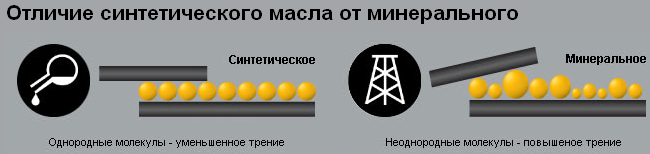 Отличие синтетического масла от минерального
Синтетическое
Минеральное
Однородные молекулы - уменьшенное трение
Неоднородные молекулы - повышеное трение